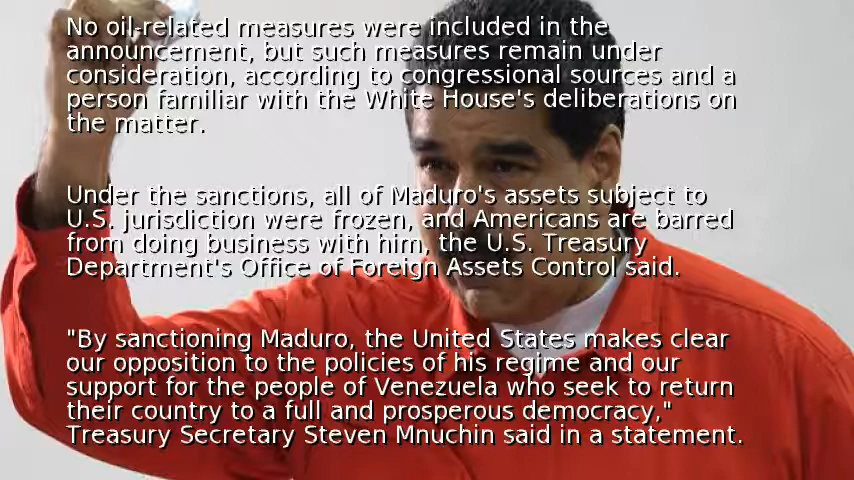 No oil-related measures were included in the
announcement, but such measures remain under
consideration, according to congressional sources and a
person familiar with the White House's deliberations on
the matter.
Under the sanctions, all of Maduro's assets subject to
U.S. jurisdiction were frozen, and Americans are barred
from doing business with him, the U.S. Treasury
Department's Office of Foreign Assets Control said.
"By sanctioning Maduro, the United States makes clear
our opposition to the policies of his regime and our
support for the people of Venezuela who seek to return
their country to a full and prosperous democracy,"
Treasury Secretary Steven Mnuchin said in a statement.